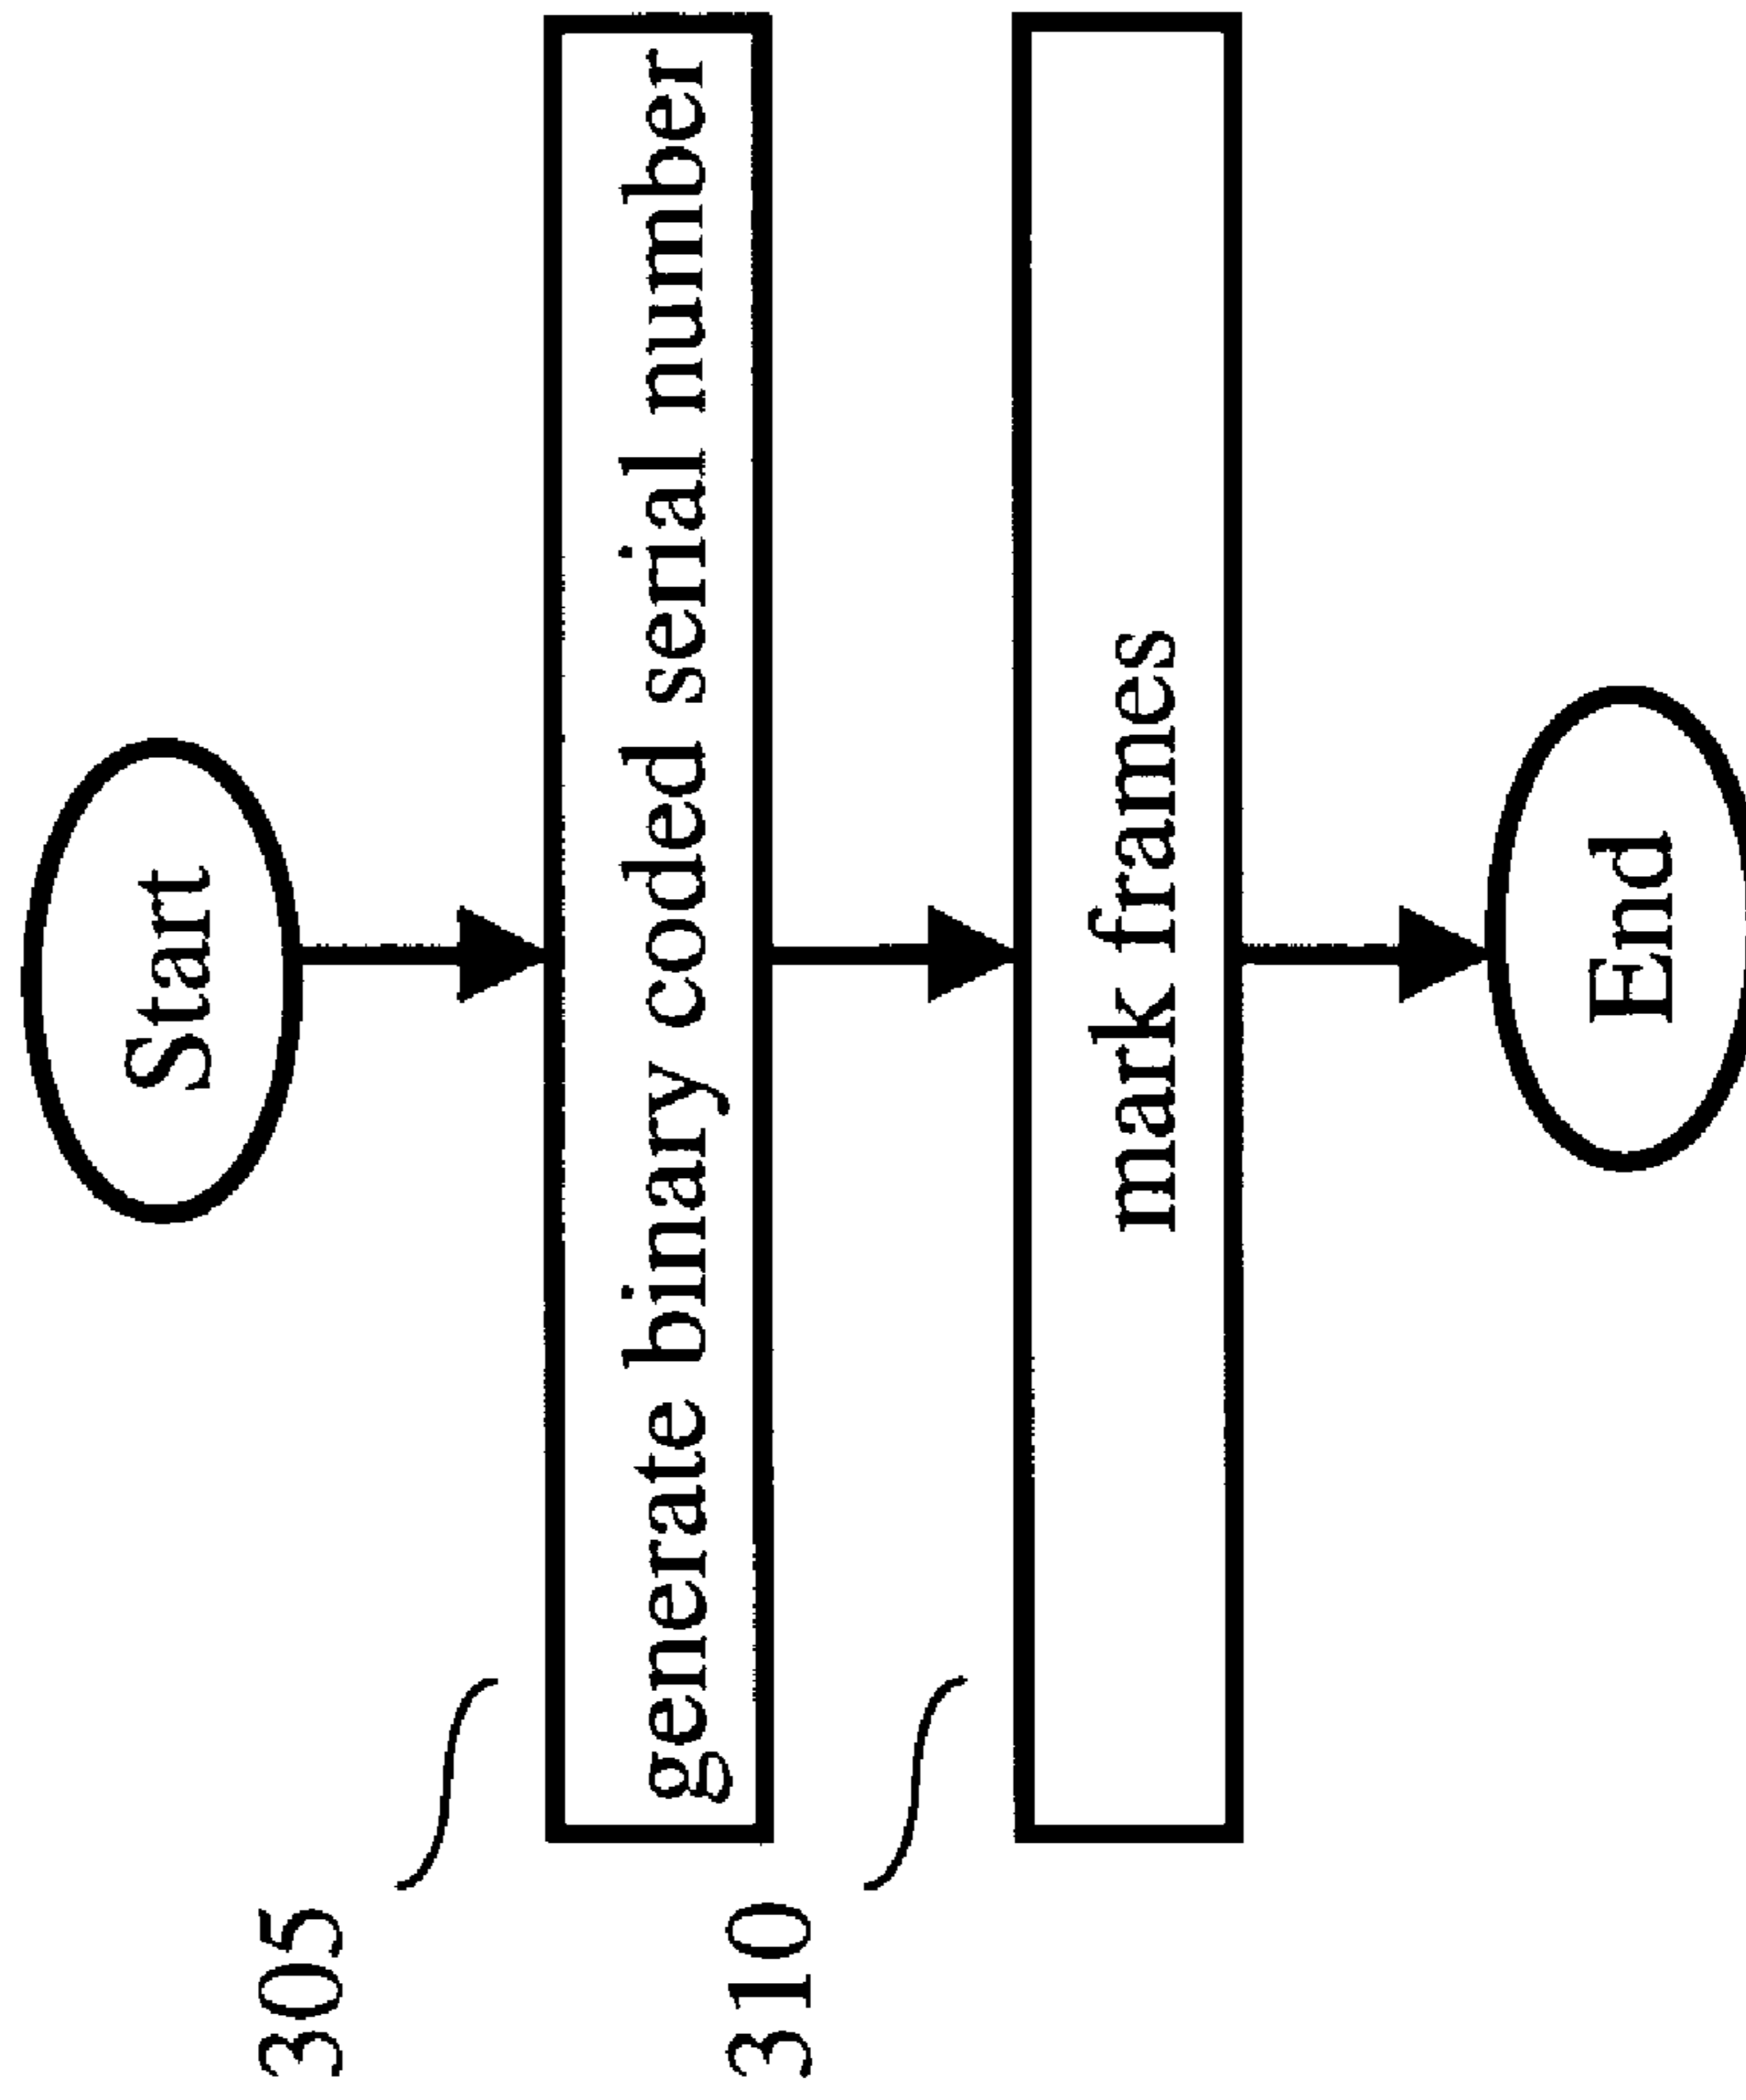 Start
305
generate binary coded serial number
310
mark frames
End